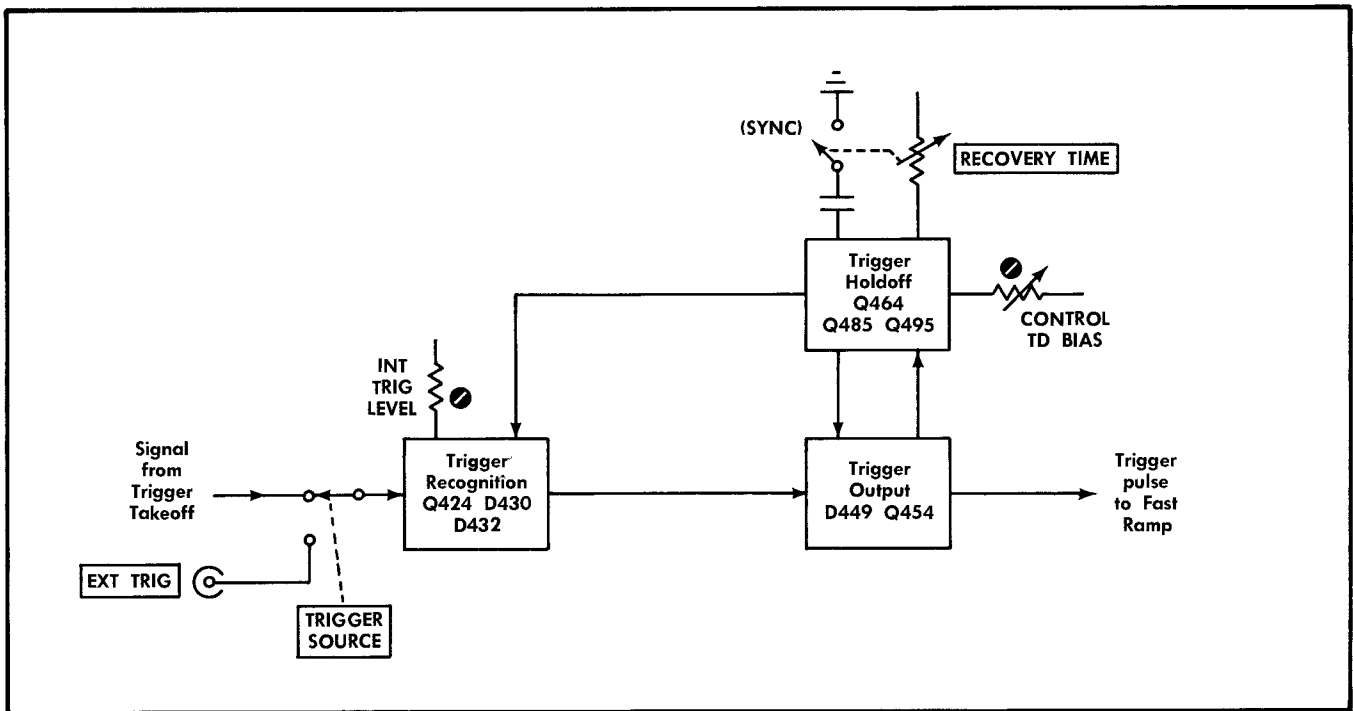 (SYNC)
RECOVERY TIME
Trigger
Holdoff
Q464
Q485 Q495
CONTROL
TD BIAS
INT
TRIG
LEVEL
Signal
from
Trigger
Takeoff
Trigger
Recognition
Q424 D430
D432
Trigger
Output
D449 Q454
Trigger
pulse
to Fast
Ramp
EXT TRIG
TRIGGER
SOURCE